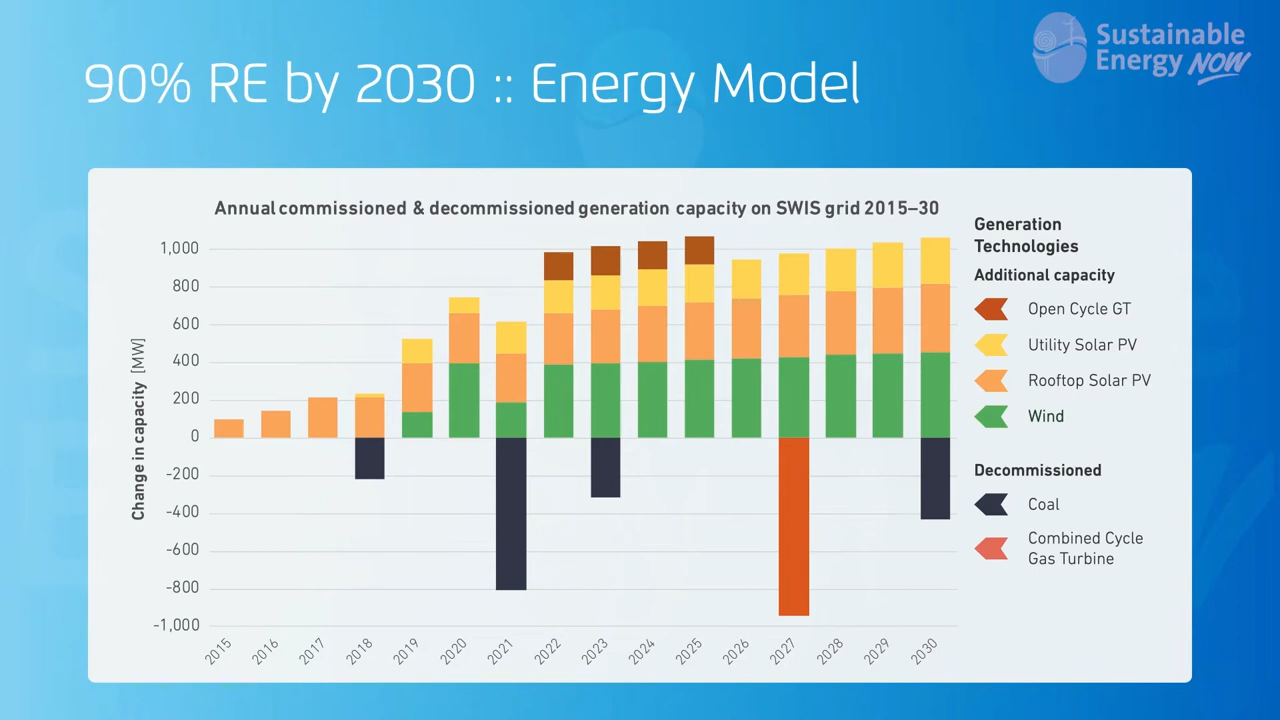 Sustainable
Energy NOW
90% RE by 2030 :: Energy Model
Annual commissioned & decommissioned generation capacity on SWIS grid 2015–30
Change in capacity [MW]
1,000
800
600
400
200
0
-200
-400
-600
-800
-1,000
2015
2016
2017
2018
2019
2020
2021
2022
2023
2024
2025
2026
2027
2028
2029
2030
Generation
Technologies
Additional capacity
Open Cycle GT
Utility Solar PV
Rooftop Solar PV
Wind
Decommissioned
Coal
Combined Cycle
Gas Turbine